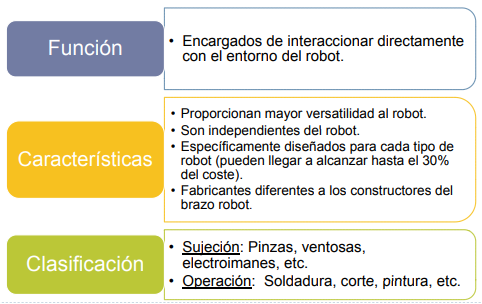 Función
• Encargados de interaccionar directamente
con el entorno del robot.
Características
• Proporcionan mayor versatilidad al robot.
• Son independientes del robot.
• Específicamente diseñados para cada tipo de
robot (pueden llegar a alcanzar hasta el 30%
del coste).
• Fabricantes diferentes a los constructores del
brazo robot.
Clasificación
• Sujeción: Pinzas, ventosas,
electroimanes, etc.
• Operación: Soldadura, corte, pintura, etc.